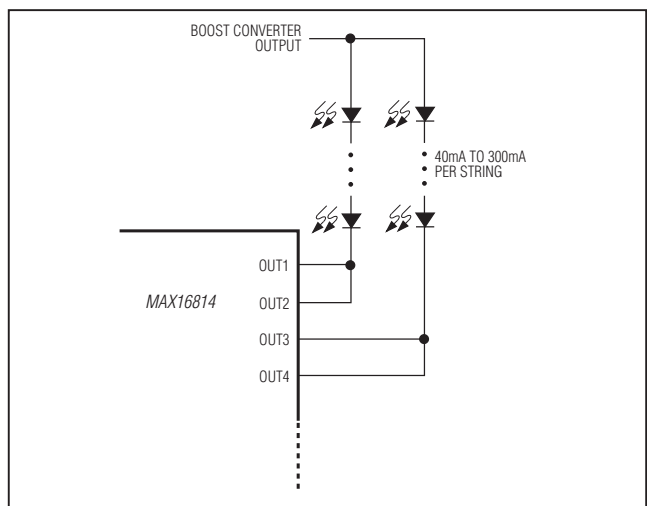 BOOST CONVERTER
OUTPUT
40mA TO 300mA
PER STRING
OUT1
MAX16814
OUT2
OUT3
OUT4